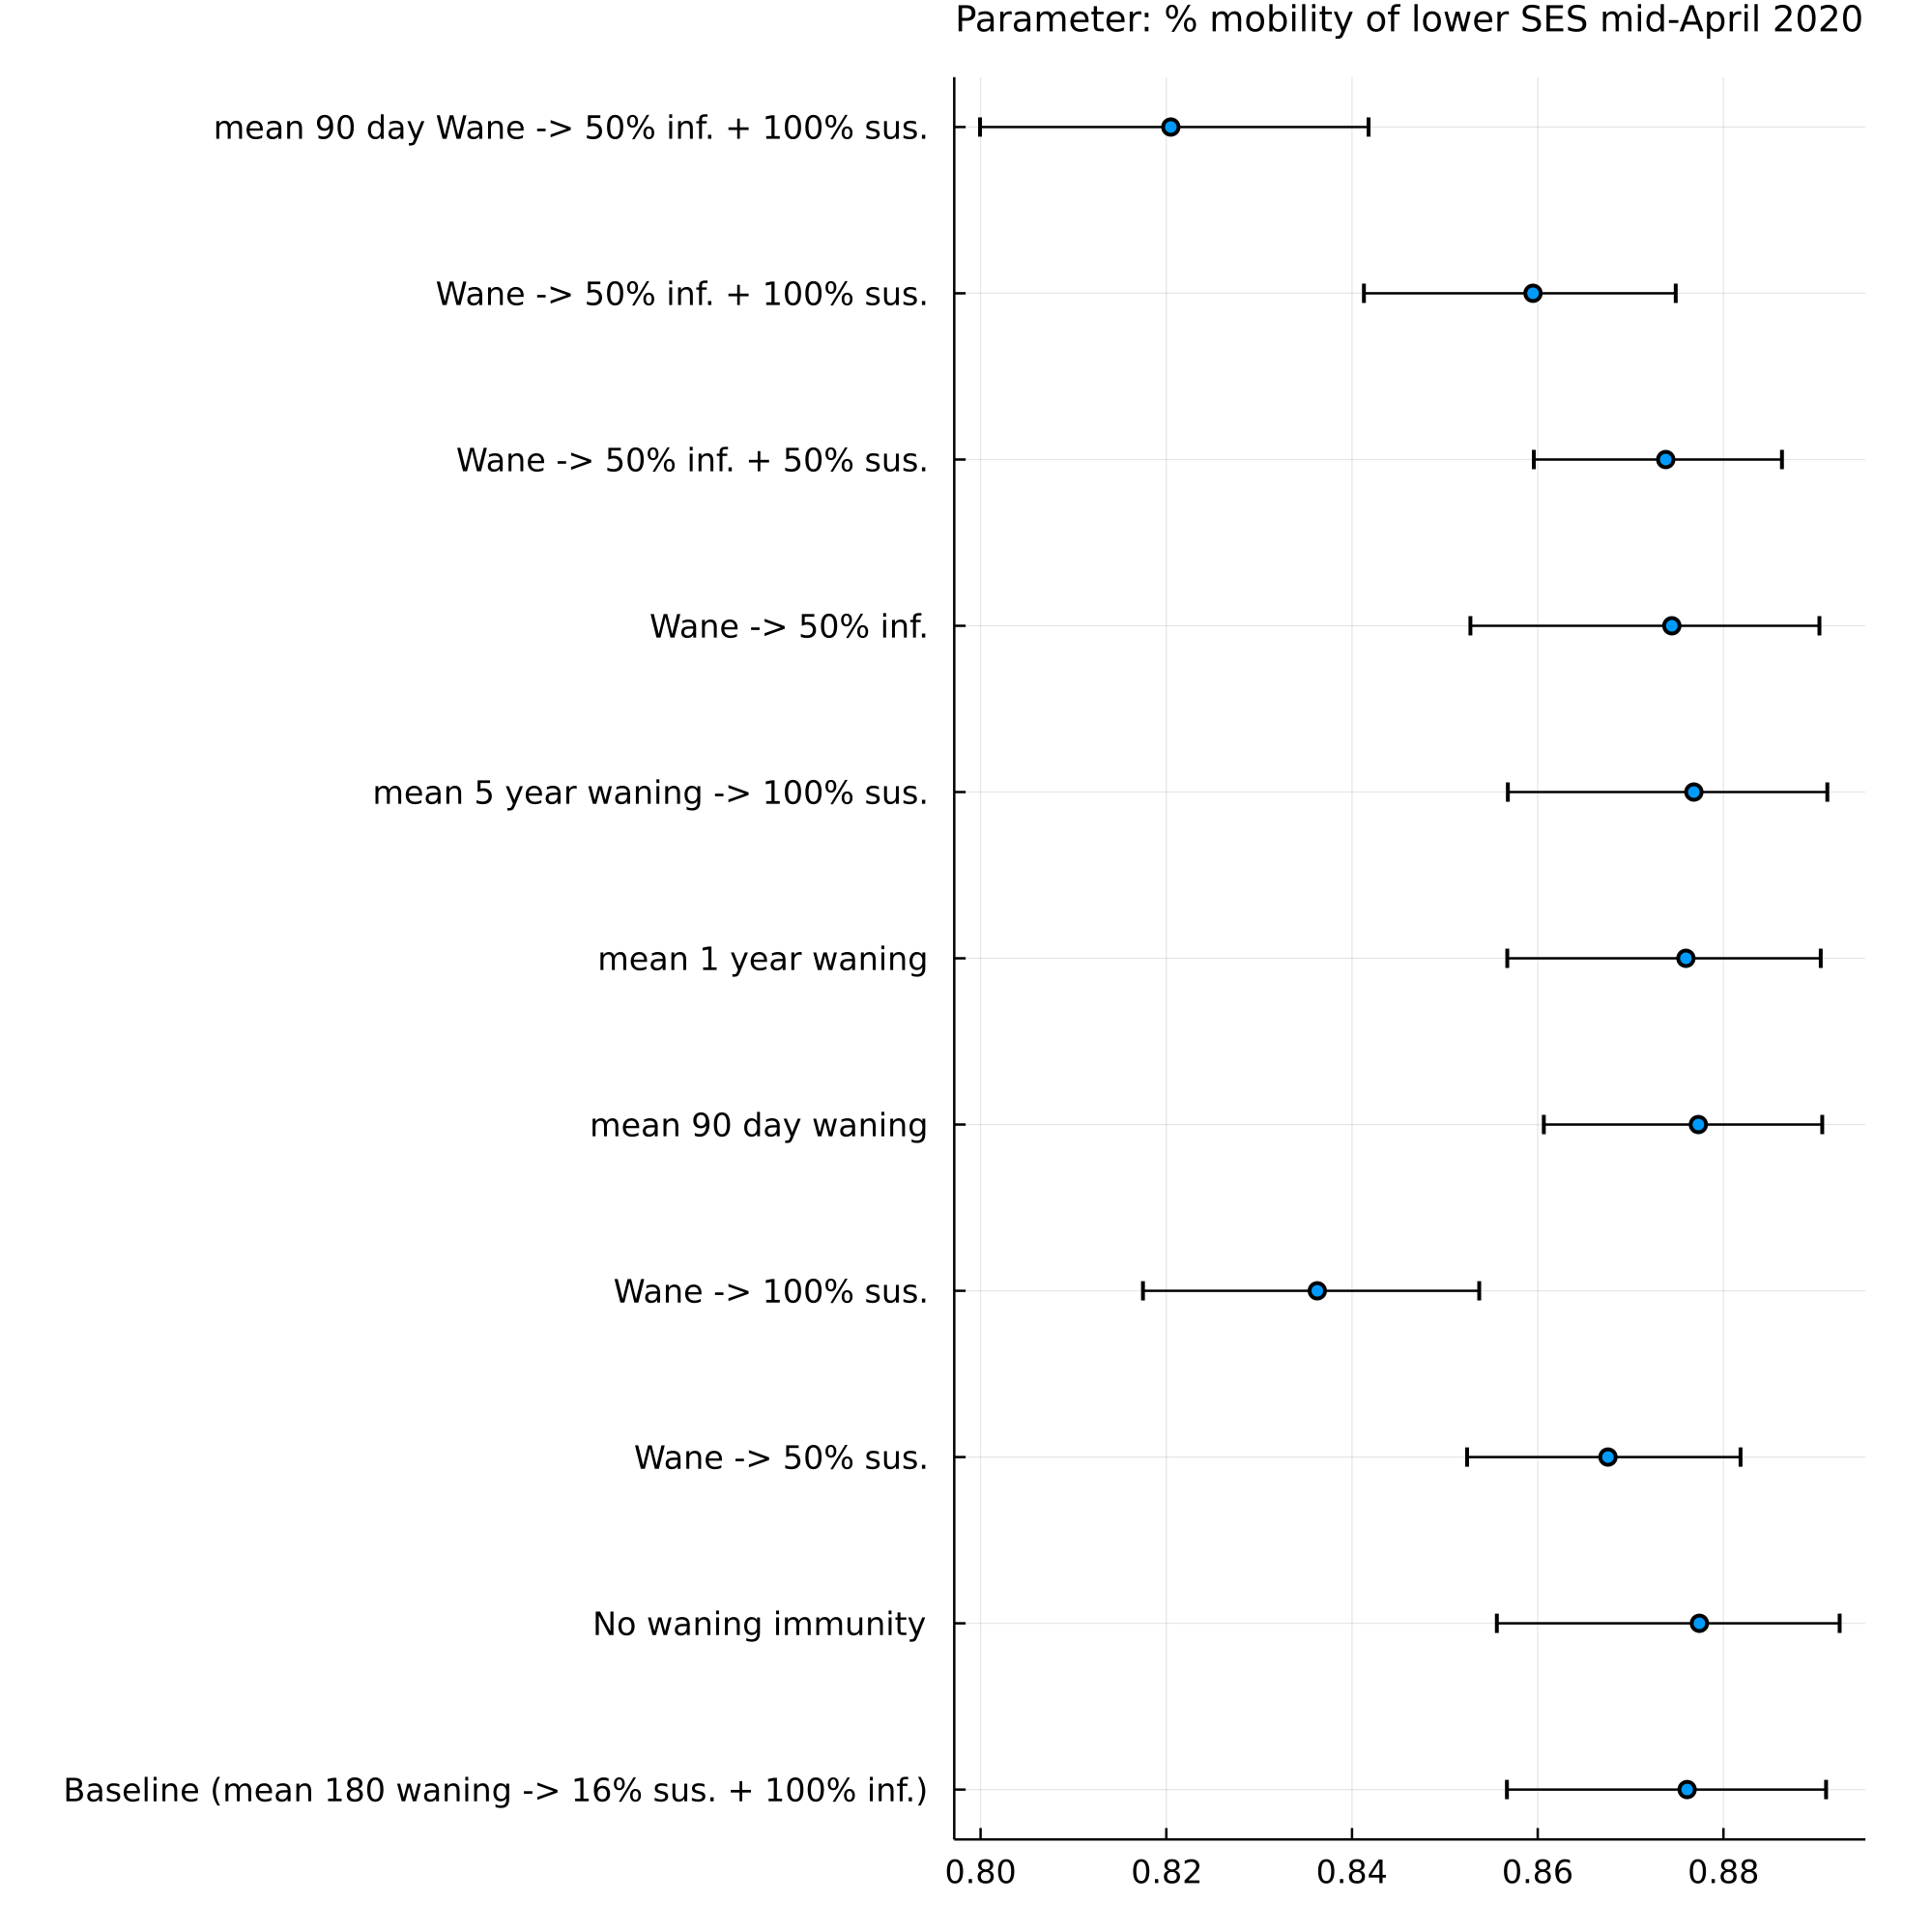 Parameter: % mobility of lower SES mid-April 2020
mean 90 day Wane -> 50% inf. + 100% sus.
Wane -> 50% inf. + 100% sus.
Wane -> 50% inf. + 50% sus.
Wane -> 50% inf.
mean 5 year waning -> 100% sus.
mean 1 year waning
mean 90 day waning
Wane -> 100% sus.
Wane -> 50% sus.
No waning immunity
Baseline (mean 180 waning -> 16% sus. + 100% inf.)
0.80 0.82 0.84 0.86 0.88